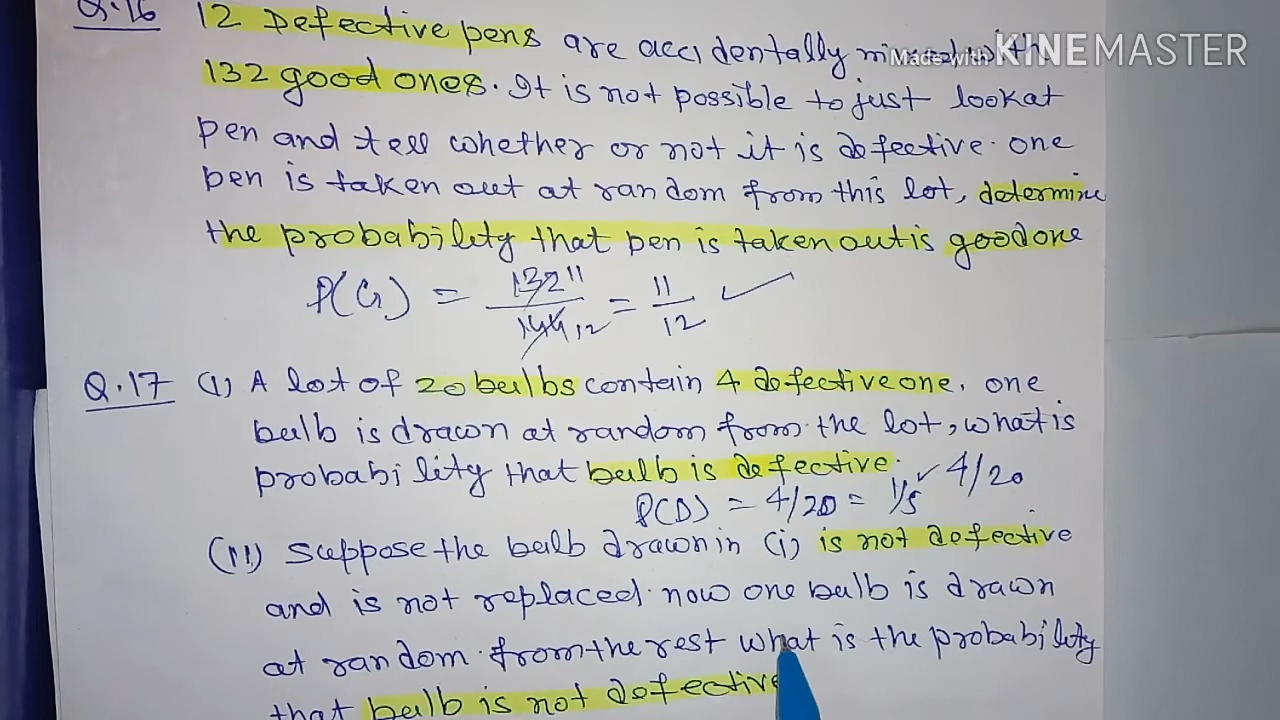 Q.16 12 Defective pens are accidentally mixed with
Made with KINEMASTER
132 good ones. It is not possible to just look at
pen and tell whether or not it is defective. one
pen is taken out at random from this lot, determine
the probability that pen is taken out is good one
P(G) = 132 11 / 144 12 = 11/12 ✓
Q.17 (I) A lot of 20 bulbs contain 4 defective one. one
bulb is drawn at random from the lot, what is
probability that bulb is defective. ✓ 4/20
P(D) = 4/20 = 1/5
(II) Suppose the bulb drawn in (i) is not defective
and is not replaced. now one bulb is drawn
at random from the rest what is the probability
that bulb is not defective